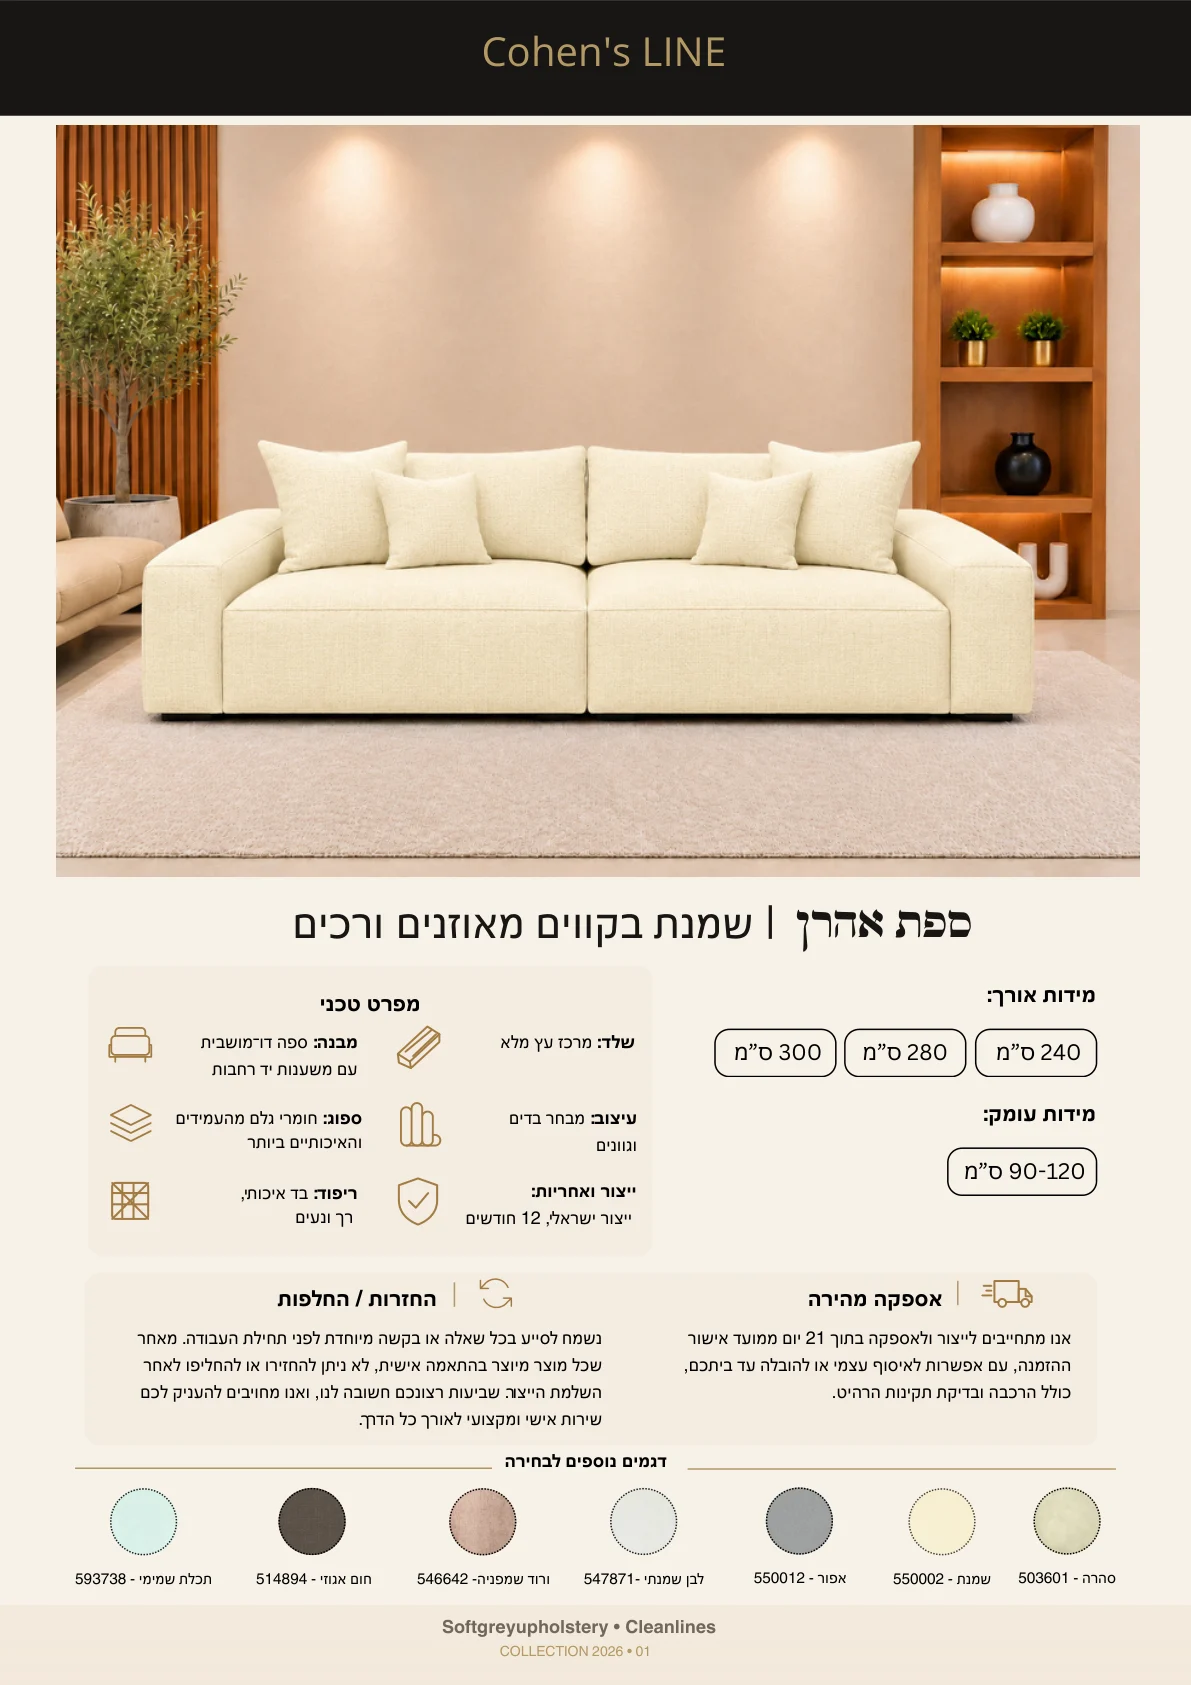 Cohen's LINE
ספת אהרן | שמנת בקווים מאוזנים ורכים
מידות אורך:
240 ס”מ
280 ס”מ
300 ס”מ
מידות עומק:
90-120 ס”מ
מפרט טכני
שלד: מרכז עץ מלא
מבנה: ספה דו־מושבית
עם משענות יד רחבות
עיצוב: מבחר בדים
וגוונים
ספוג: חומרי גלם מהעמידים
והאיכותיים ביותר
ייצור ואחריות:
ייצור ישראלי, 12 חודשים
ריפוד: בד איכותי,
רך ונעים
אספקה מהירה
אנו מתחייבים לייצור ולאספקה בתוך 21 יום ממועד אישור
ההזמנה, עם אפשרות לאיסוף עצמי או להובלה עד ביתכם,
כולל הרכבה ובדיקת תקינות הרהיט.
החזרות / החלפות
נשמח לסייע בכל שאלה או בקשה מיוחדת לפני תחילת העבודה. מאחר
שכל מוצר מיוצר בהתאמה אישית, לא ניתן להחזירו או להחליפו לאחר
השלמת הייצור. שביעות רצונכם חשובה לנו, ואנו מחויבים להעניק לכם
שירות אישי ומקצועי לאורך כל הדרך.
דגמים נוספים לבחירה
סהרה - 503601
שמנת - 550002
אפור - 550012
לבן שמנתי -547871
ורוד שמפניה- 546642
חום אגוזי - 514894
תכלת שמימי - 593738
Softgreyupholstery • Cleanlines
COLLECTION 2026 • 01